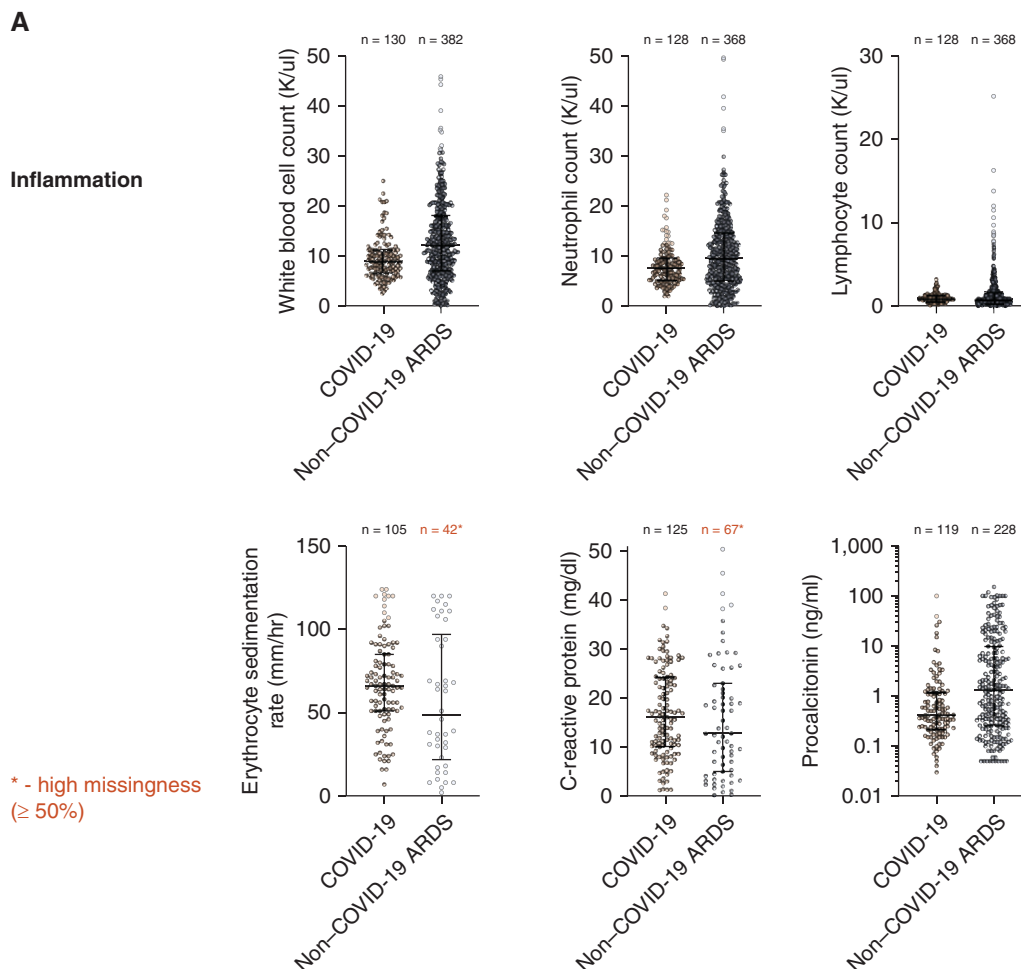 A
Inflammation
n = 130 n = 382
White blood cell count (K/ul)
50
40
30
20
10
0
COVID-19
Non–COVID-19 ARDS
n = 128 n = 368
Neutrophil count (K/ul)
50
40
30
20
10
0
COVID-19
Non–COVID-19 ARDS
n = 128 n = 368
Lymphocyte count (K/ul)
30
20
10
0
COVID-19
Non–COVID-19 ARDS
n = 105 n = 42*
Erythrocyte sedimentation
rate (mm/hr)
150
100
50
0
COVID-19
Non–COVID-19 ARDS
n = 125 n = 67*
C-reactive protein (mg/dl)
50
40
30
20
10
0
COVID-19
Non–COVID-19 ARDS
n = 119 n = 228
Procalcitonin (ng/ml)
1,000
100
10
1
0.1
0.01
COVID-19
Non–COVID-19 ARDS
* - high missingness
(≥ 50%)